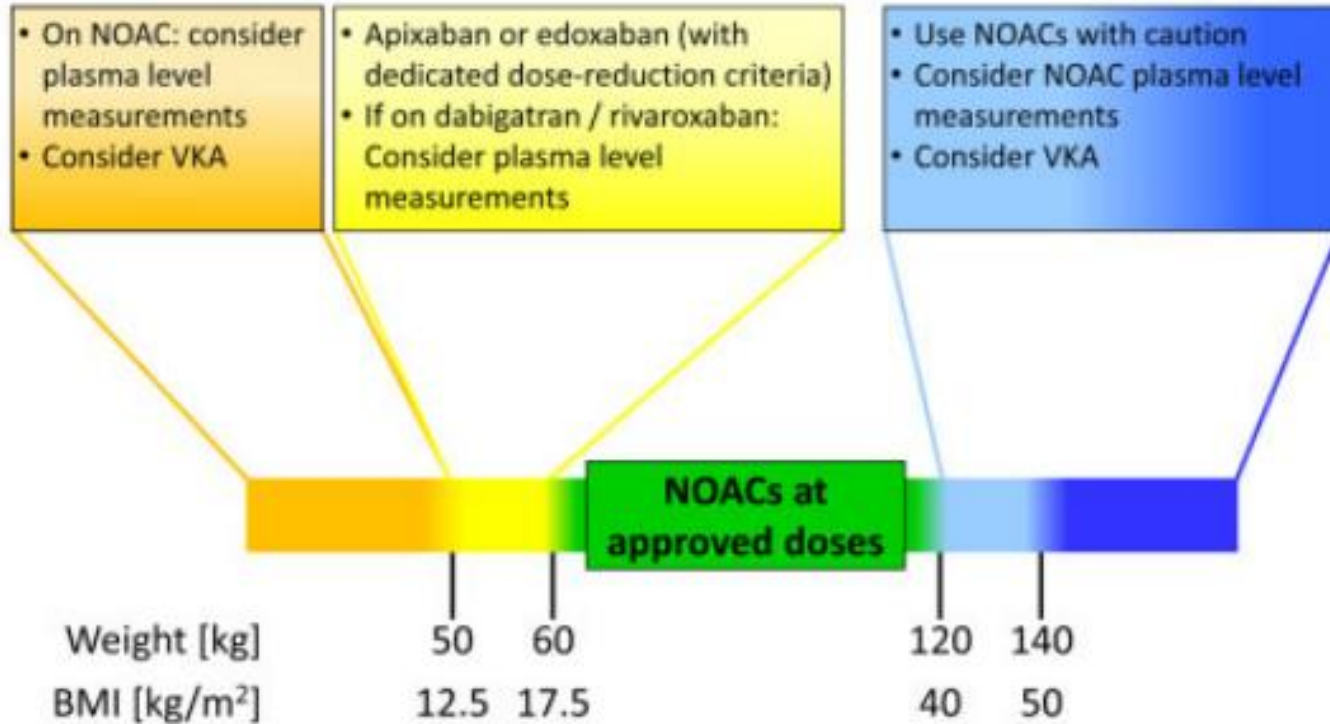 • On NOAC: consider
plasma level
measurements
• Consider VKA
• Apixaban or edoxaban (with
dedicated dose-reduction criteria)
• If on dabigatran / rivaroxaban:
Consider plasma level
measurements
• Use NOACs with caution
• Consider NOAC plasma level
measurements
• Consider VKA
NOACs at
approved doses
Weight [kg] 50 60 120 140
BMI [kg/m²] 12.5 17.5 40 50